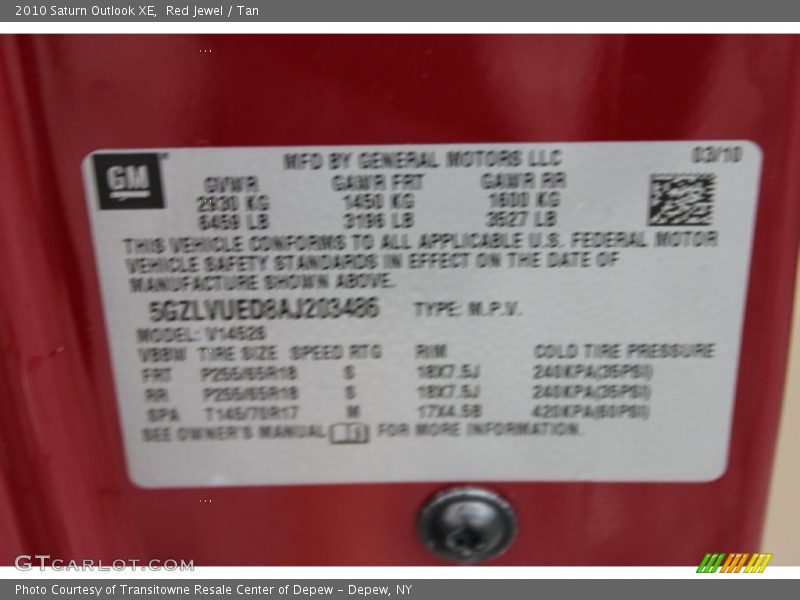 2010 Saturn Outlook XE,  Red Jewel / Tan
GM MFD BY GENERAL MOTORS LLC 03/10
GVWR GAWR FRT GAWR RR
2930 KG 1450 KG 1600 KG
6459 LB 3196 LB 3527 LB
THIS VEHICLE CONFORMS TO ALL APPLICABLE U.S. FEDERAL MOTOR
VEHICLE SAFETY STANDARDS IN EFFECT ON THE DATE OF
MANUFACTURE SHOWN ABOVE.
5GZLVUED8AJ203486 TYPE: M.P.V.
MODEL: V14526
TIRE SIZE SPEED RTG RIM COLD TIRE PRESSURE
FRT P255/65R18 S 18X7.5J 240KPA(35PSI)
RR P255/65R18 S 18X7.5J 240KPA(35PSI)
SPA T145/70R17 M 17X4.5B 420KPA(60PSI)
SEE OWNER'S MANUAL FOR MORE INFORMATION.
GTCARLOT.COM
Photo Courtesy of Transitowne Resale Center of Depew – Depew, NY